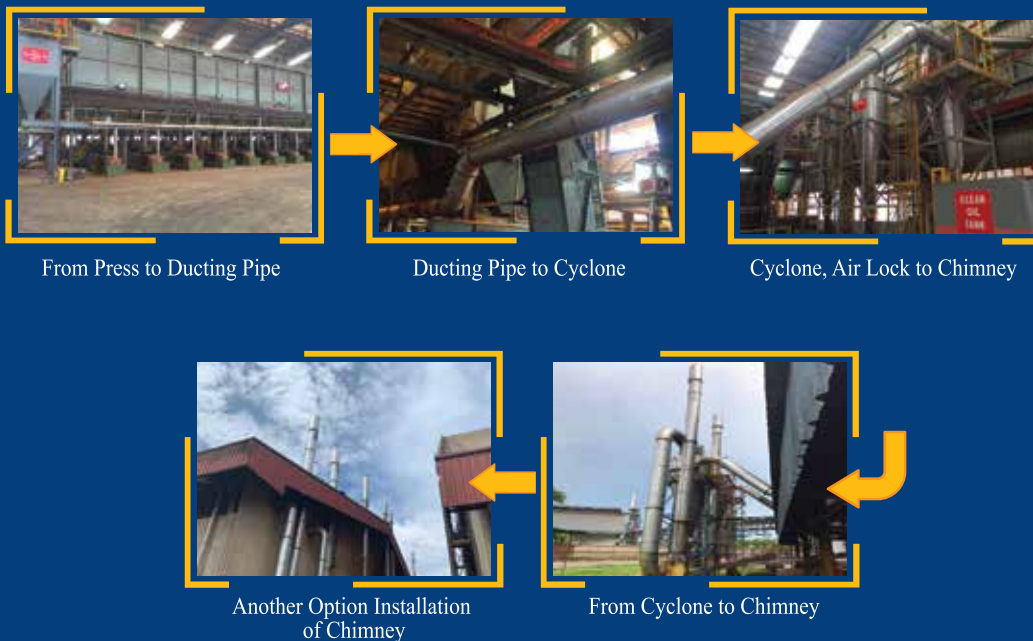 From Press to Ducting Pipe
Ducting Pipe to Cyclone
Cyclone, Air Lock to Chimney
CLEAN
OIL
TANK
From Cyclone to Chimney
Another Option Installation
of Chimney